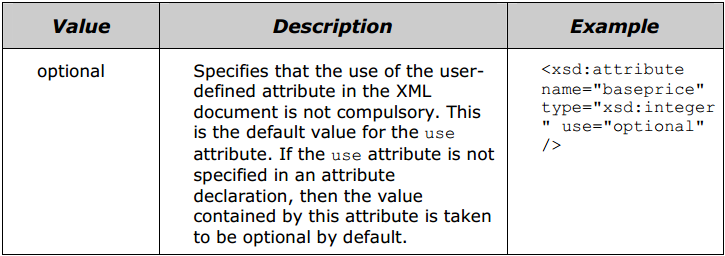 Value Description Example
optional
Specifies that the use of the user-
defined attribute in the XML
document is not compulsory. This
is the default value for the use
attribute. If the use attribute is not
specified in an attribute
declaration, then the value
contained by this attribute is taken
to be optional by default.
<xsd:attribute
name="baseprice"
type="xsd:integer
" use="optional"
/>